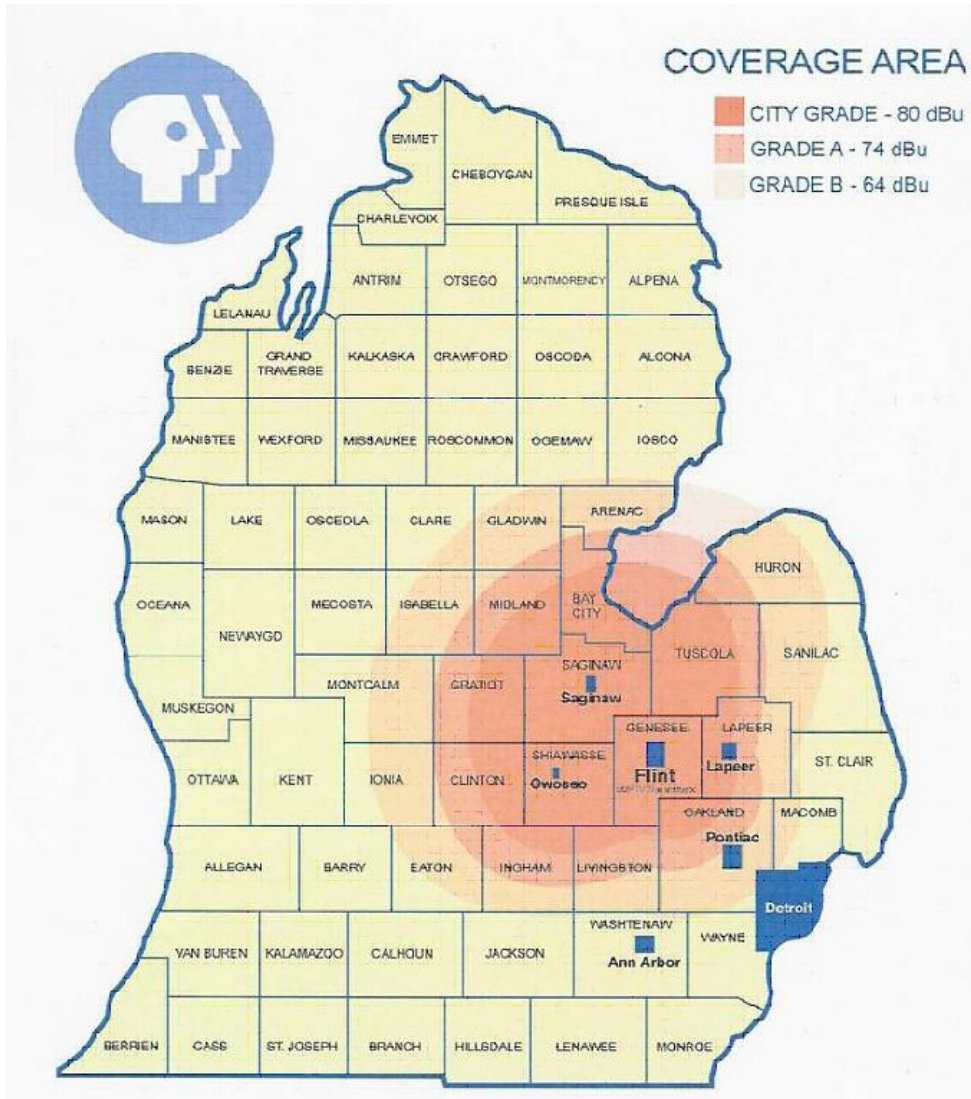 COVERAGE AREA
CITY GRADE - 80 dBu
GRADE A - 74 dBu
GRADE B - 64 dBu
EMMET
CHEBOYGAN
PRESQUE ISLE
CHARLEVOIX
ANTRIM
OTSEGO
MONTMORENCY
ALPENA
LELANAU
BENZIE
GRAND
TRAVERSE
KALKASKA
CRAWFORD
OSCODA
ALCONA
MANISTEE
WEXFORD
MISSAUKEE
ROSCOMMON
OGEMAW
IOSCO
MASON
LAKE
OSCEOLA
CLARE
GLADWIN
ARENAC
HURON
OCEANA
NEWAYGO
MECOSTA
ISABELLA
MIDLAND
BAY
CITY
TUSCOLA
SANILAC
SAGINAW
Saginaw
MONTCALM
GRATIOT
MUSKEGON
OTTAWA
KENT
IONIA
CLINTON
SHIAWASSE
Owosso
GENESEE
Flint
LAPEER
Lapeer
ST. CLAIR
OAKLAND
Pontiac
MACOMB
ALLEGAN
BARRY
EATON
INGHAM
LIVINGSTON
Detroit
VAN BUREN
KALAMAZOO
CALHOUN
JACKSON
WASHTENAW
Ann Arbor
WAYNE
BERRIEN
CASS
ST. JOSEPH
BRANCH
HILLSDALE
LENAWEE
MONROE